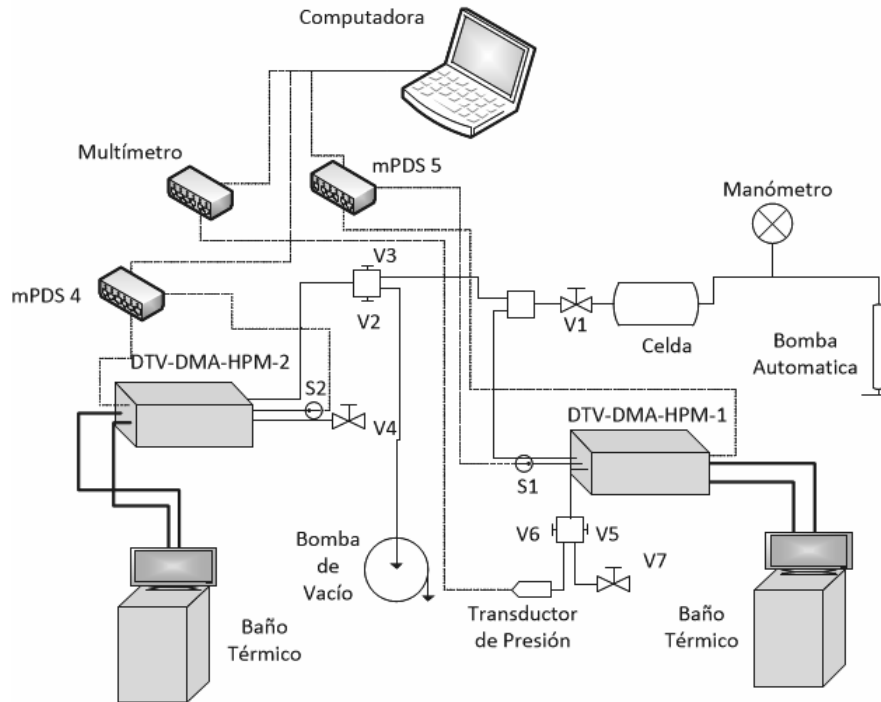 Computadora
Multímetro
mPDS 5
Manómetro
mPDS 4
V3
V2
V1
Celda
Bomba
Automatica
DTV-DMA-HPM-2
S2
V4
DTV-DMA-HPM-1
S1
V6
V5
V7
Bomba
de
Vacío
Transductor
de Presión
Baño
Térmico
Baño
Térmico